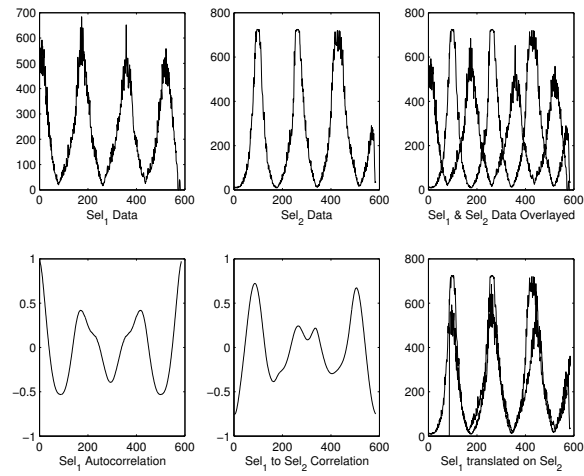 700
600
500
400
300
200
100
0
0 200 400 600
Sel₁ Data
800
600
400
200
0
0 200 400 600
Sel₂ Data
800
600
400
200
0
0 200 400 600
Sel₁ & Sel₂ Data Overlayed
1
0.5
0
−0.5
−1
0 200 400 600
Sel₁ Autocorrelation
1
0.5
0
−0.5
−1
0 200 400 600
Sel₁ to Sel₂ Correlation
800
600
400
200
0
0 200 400 600
Sel₁ translated on Sel₂